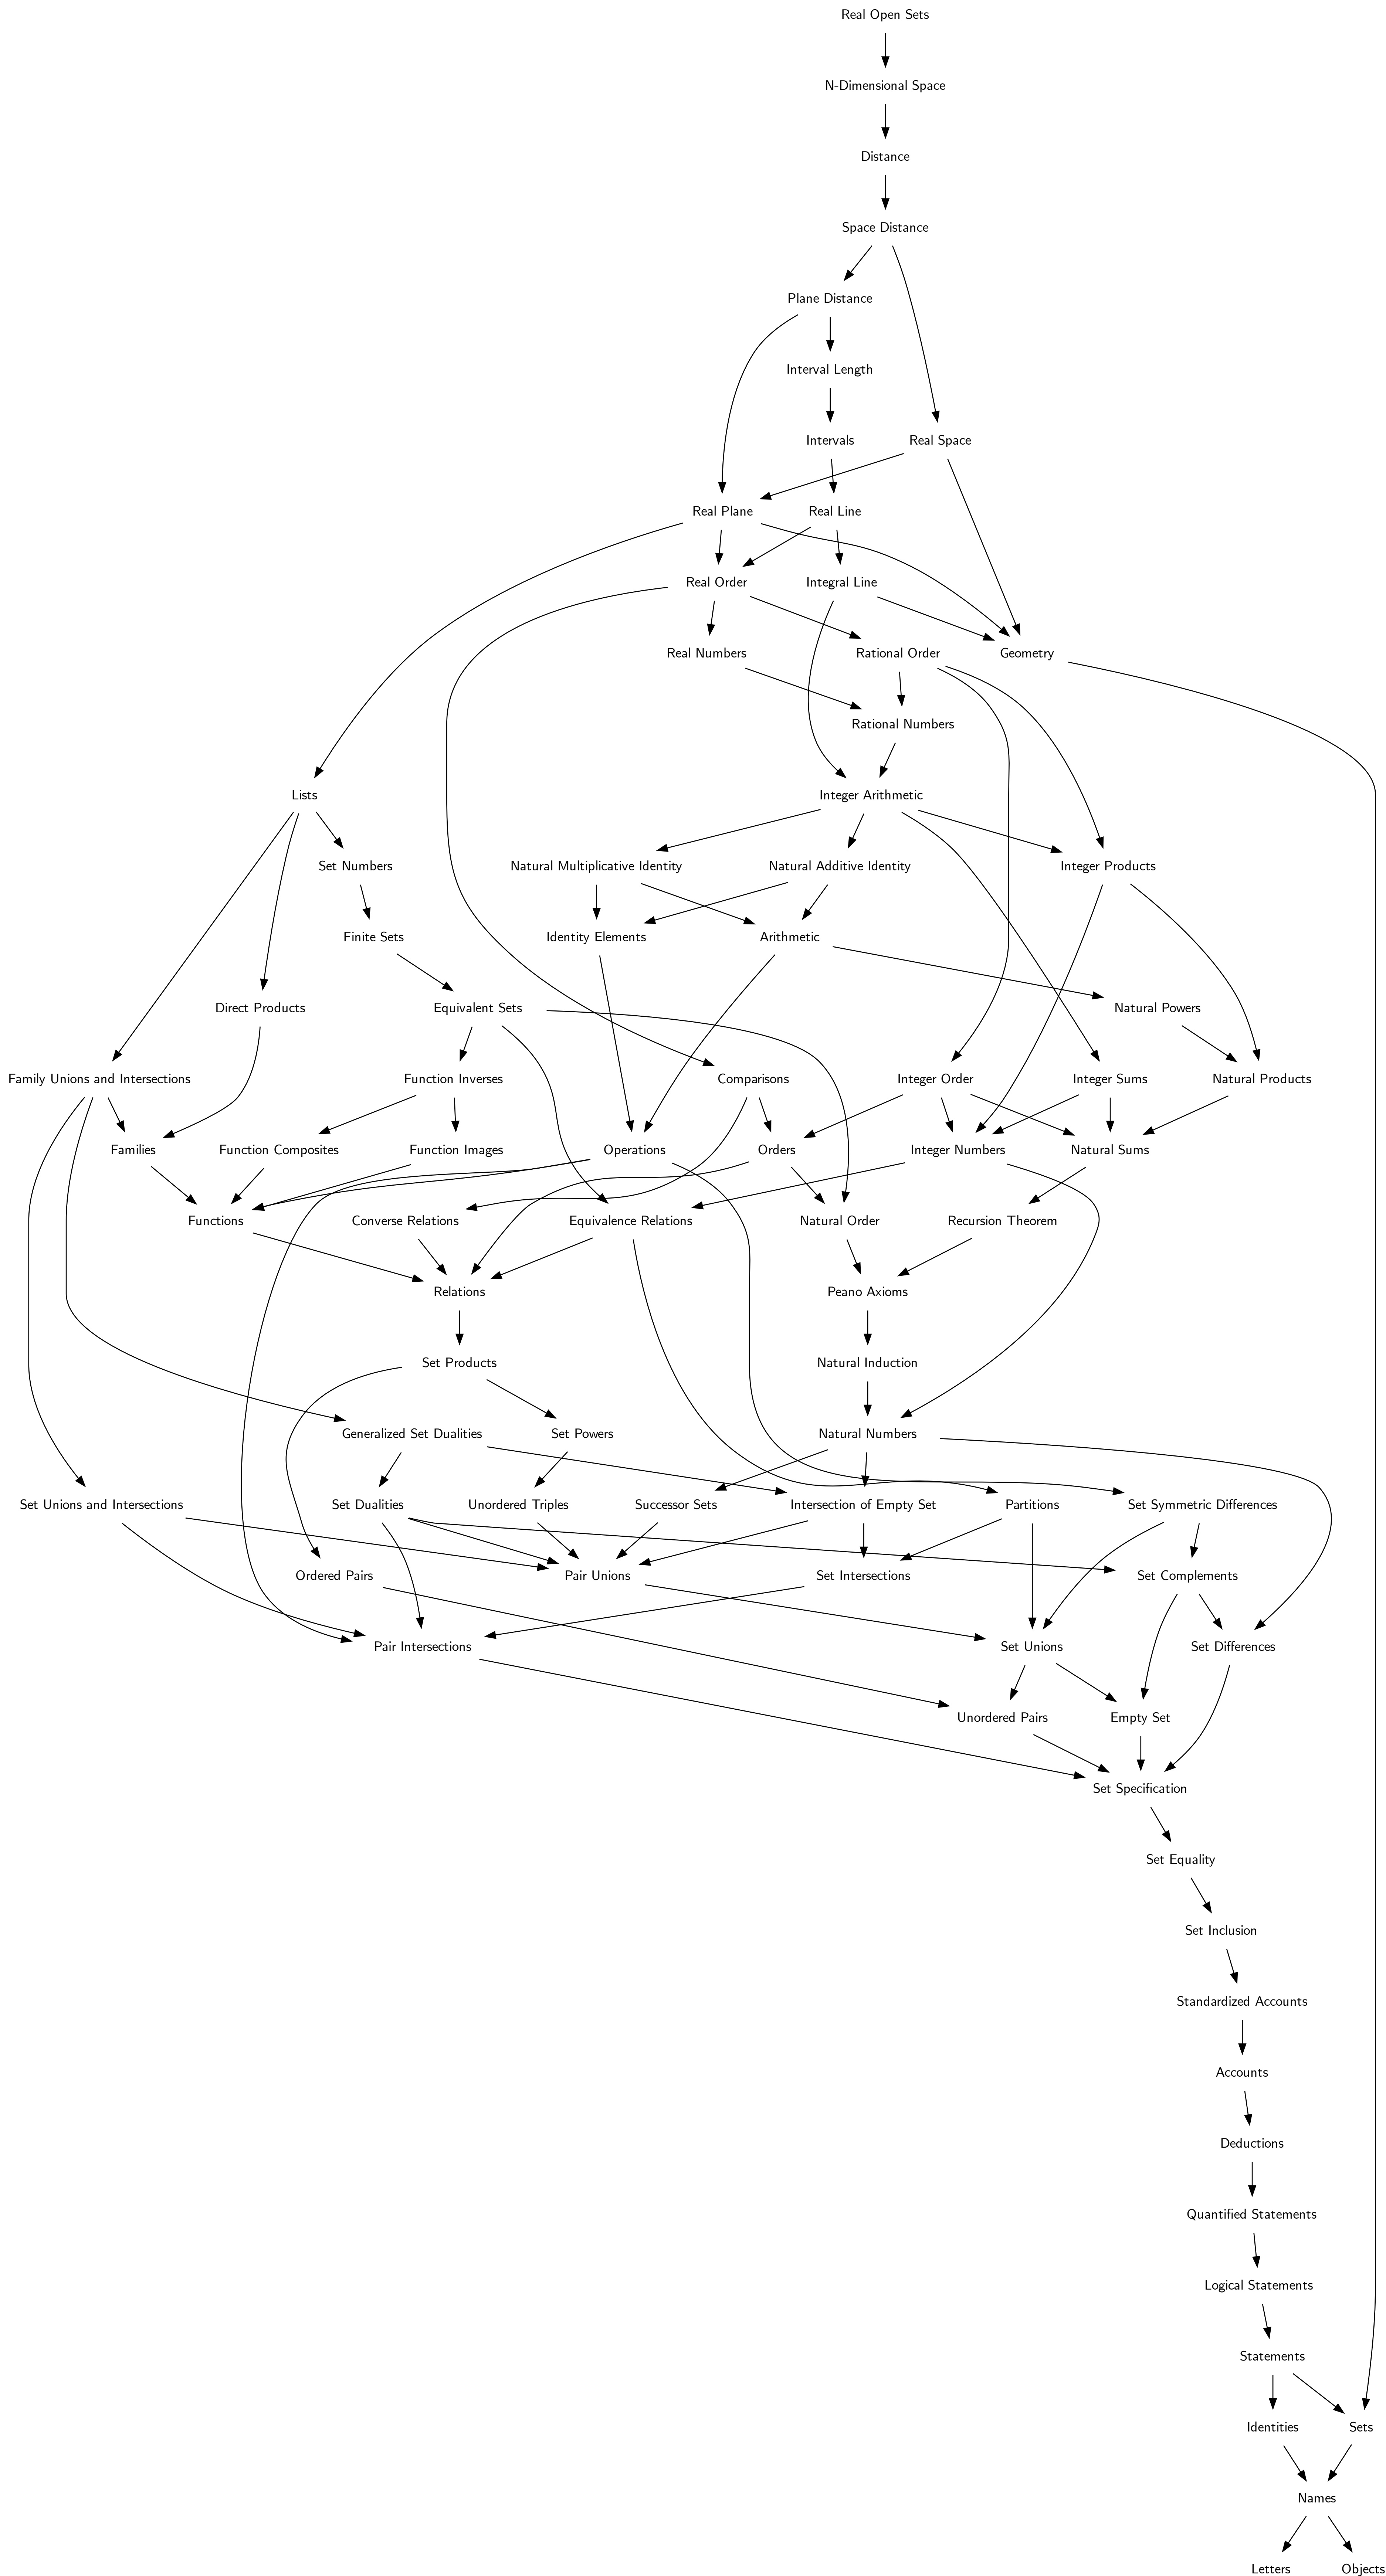 Real Open Sets
N-Dimensional Space
Distance
Space Distance
Plane Distance
Interval Length
Intervals
Real Space
Real Plane
Real Line
Real Order
Integral Line
Real Numbers
Rational Order
Geometry
Rational Numbers
Lists
Integer Arithmetic
Set Numbers
Natural Multiplicative Identity
Natural Additive Identity
Integer Products
Finite Sets
Identity Elements
Arithmetic
Direct Products
Equivalent Sets
Natural Powers
Family Unions and Intersections
Function Inverses
Comparisons
Integer Order
Integer Sums
Natural Products
Families
Function Composites
Function Images
Operations
Orders
Integer Numbers
Natural Sums
Functions
Converse Relations
Equivalence Relations
Natural Order
Recursion Theorem
Relations
Peano Axioms
Set Products
Natural Induction
Generalized Set Dualities
Set Powers
Natural Numbers
Set Unions and Intersections
Set Dualities
Unordered Triples
Successor Sets
Intersection of Empty Set
Partitions
Set Symmetric Differences
Ordered Pairs
Pair Unions
Set Intersections
Set Complements
Pair Intersections
Set Unions
Set Differences
Unordered Pairs
Empty Set
Set Specification
Set Equality
Set Inclusion
Standardized Accounts
Accounts
Deductions
Quantified Statements
Logical Statements
Statements
Identities
Sets
Names
Letters
Objects